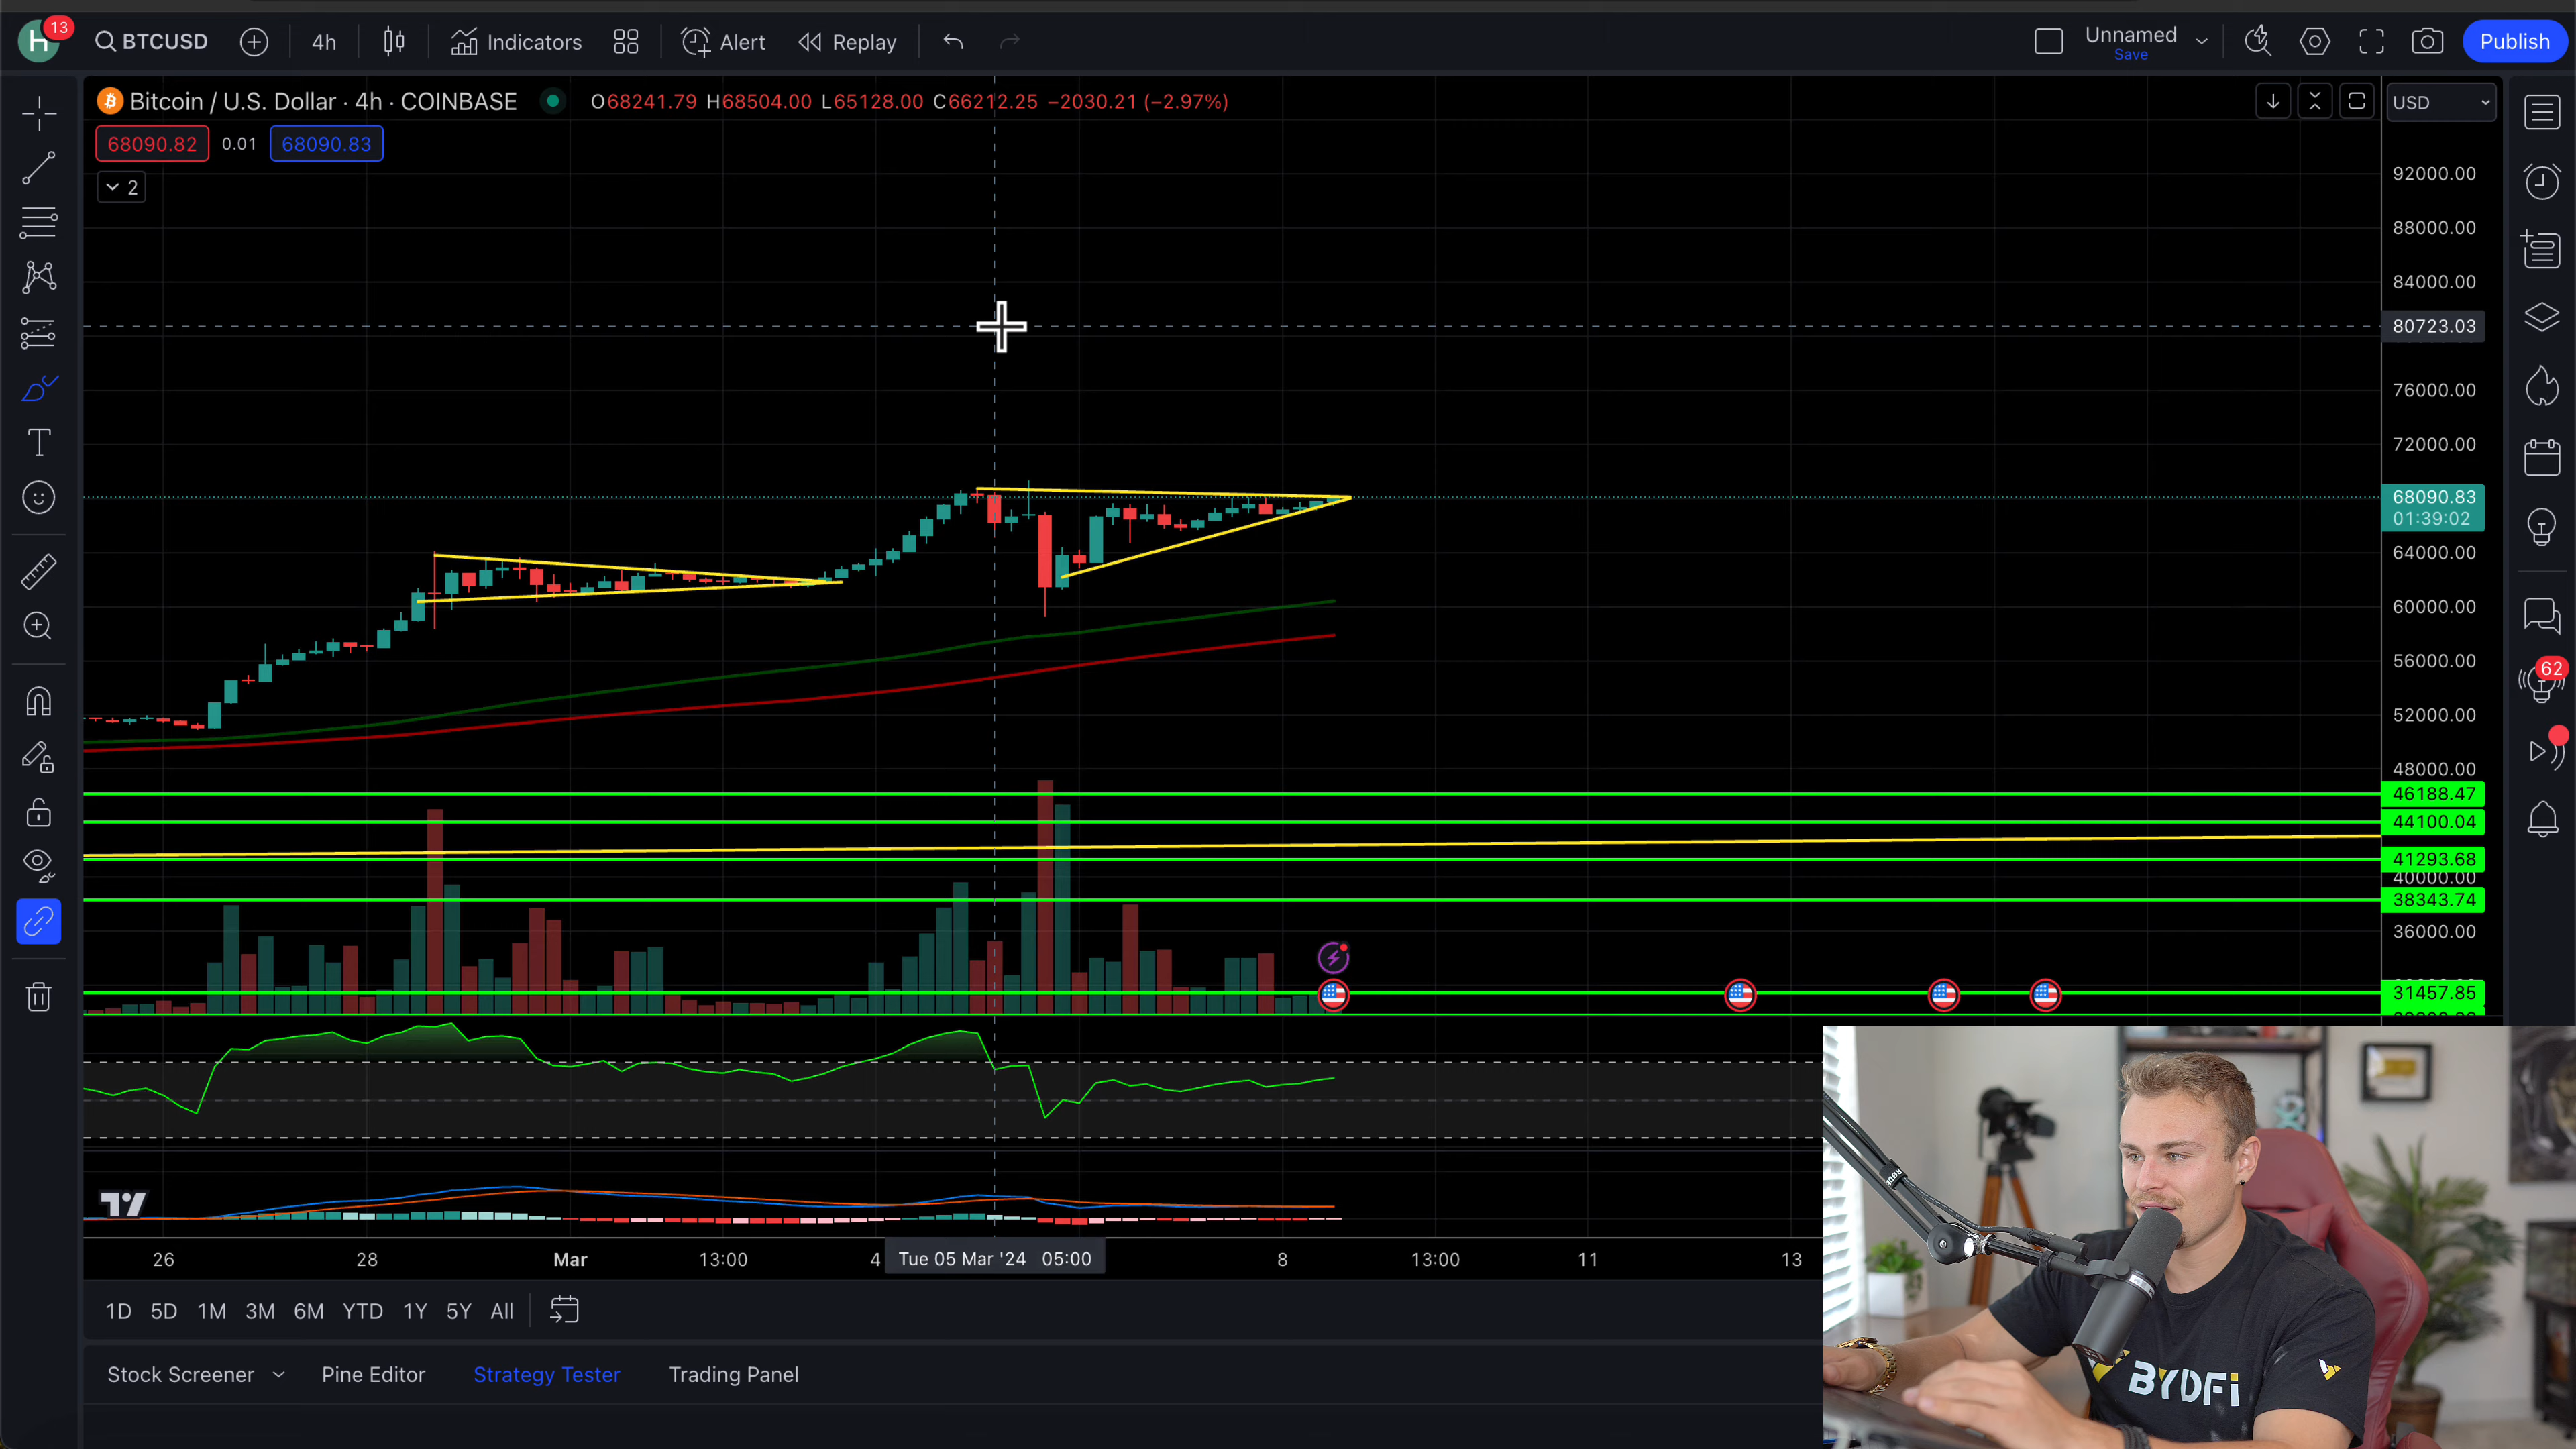 h 13 BTCUSD 4h Indicators Alert Replay Unnamed Save Publish
Bitcoin / U.S. Dollar · 4h · COINBASE O68241.79 H68504.00 L65128.00 C66212.25 −2030.21 (−2.97%) USD
68090.82 0.01 68090.83
2
92000.00
88000.00
84000.00
80723.03
76000.00
72000.00
68090.83
01:39:02
64000.00
60000.00
56000.00
62
52000.00
48000.00
46188.47
44100.04
41293.68
40000.00
38343.74
36000.00
31457.85
26 28 Mar 13:00 4 Tue 05 Mar '24 05:00 8 13:00 11 13
1D 5D 1M 3M 6M YTD 1Y 5Y All
Stock Screener Pine Editor Strategy Tester Trading Panel
RØDE
BYDFi